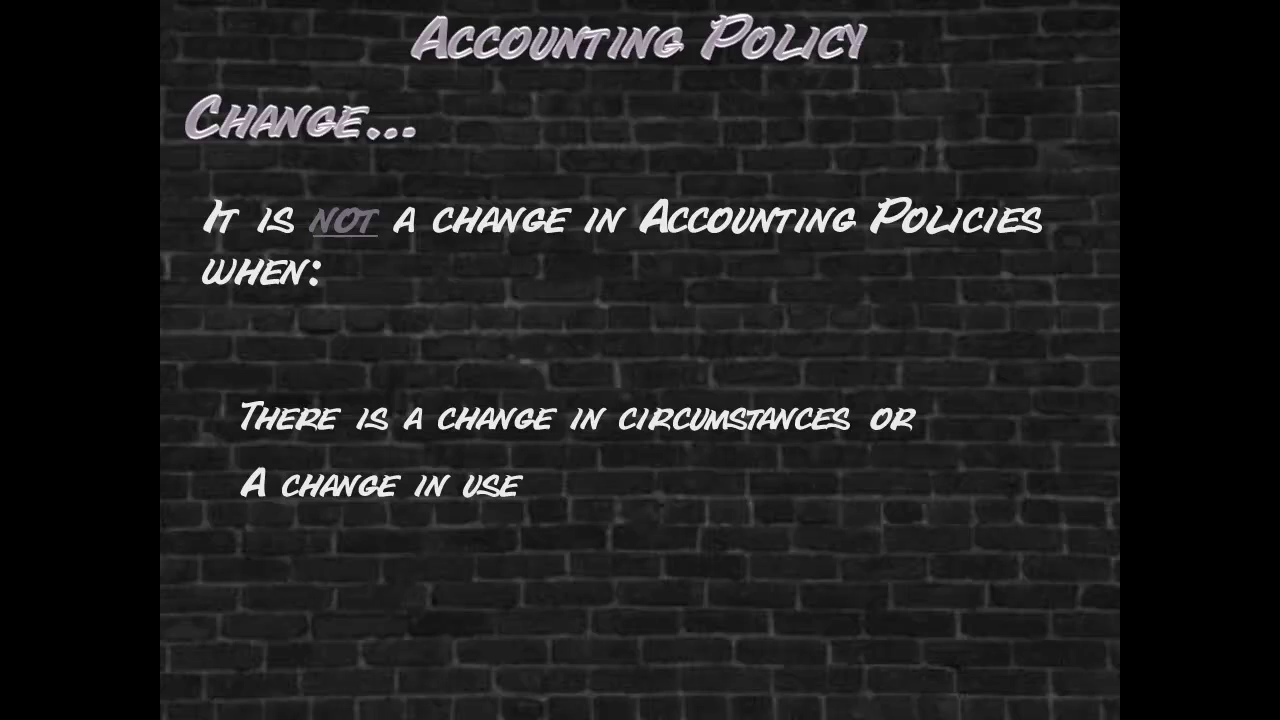 Accounting Policy
Change...
It is not a change in Accounting Policies
when:
There is a change in circumstances or
A change in use